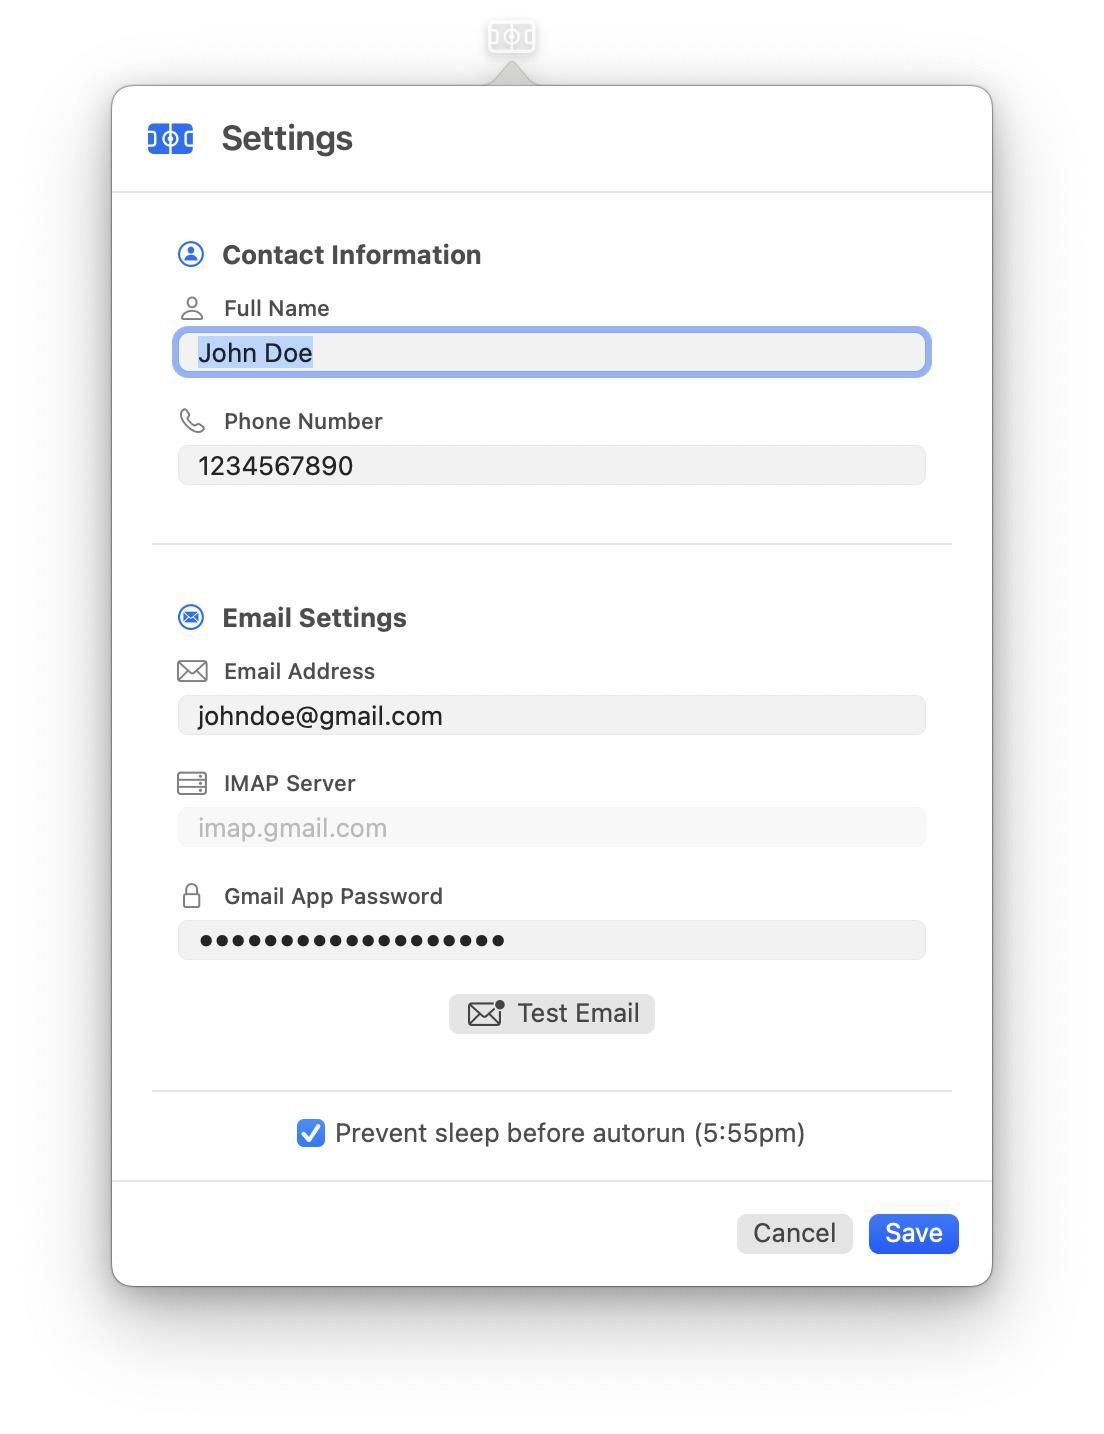 Settings
Contact Information
Full Name
John Doe
Phone Number
1234567890
Email Settings
Email Address
johndoe@gmail.com
IMAP Server
imap.gmail.com
Gmail App Password
●●●●●●●●●●●●●●●●●●●
Test Email
Prevent sleep before autorun (5:55pm)
Cancel
Save